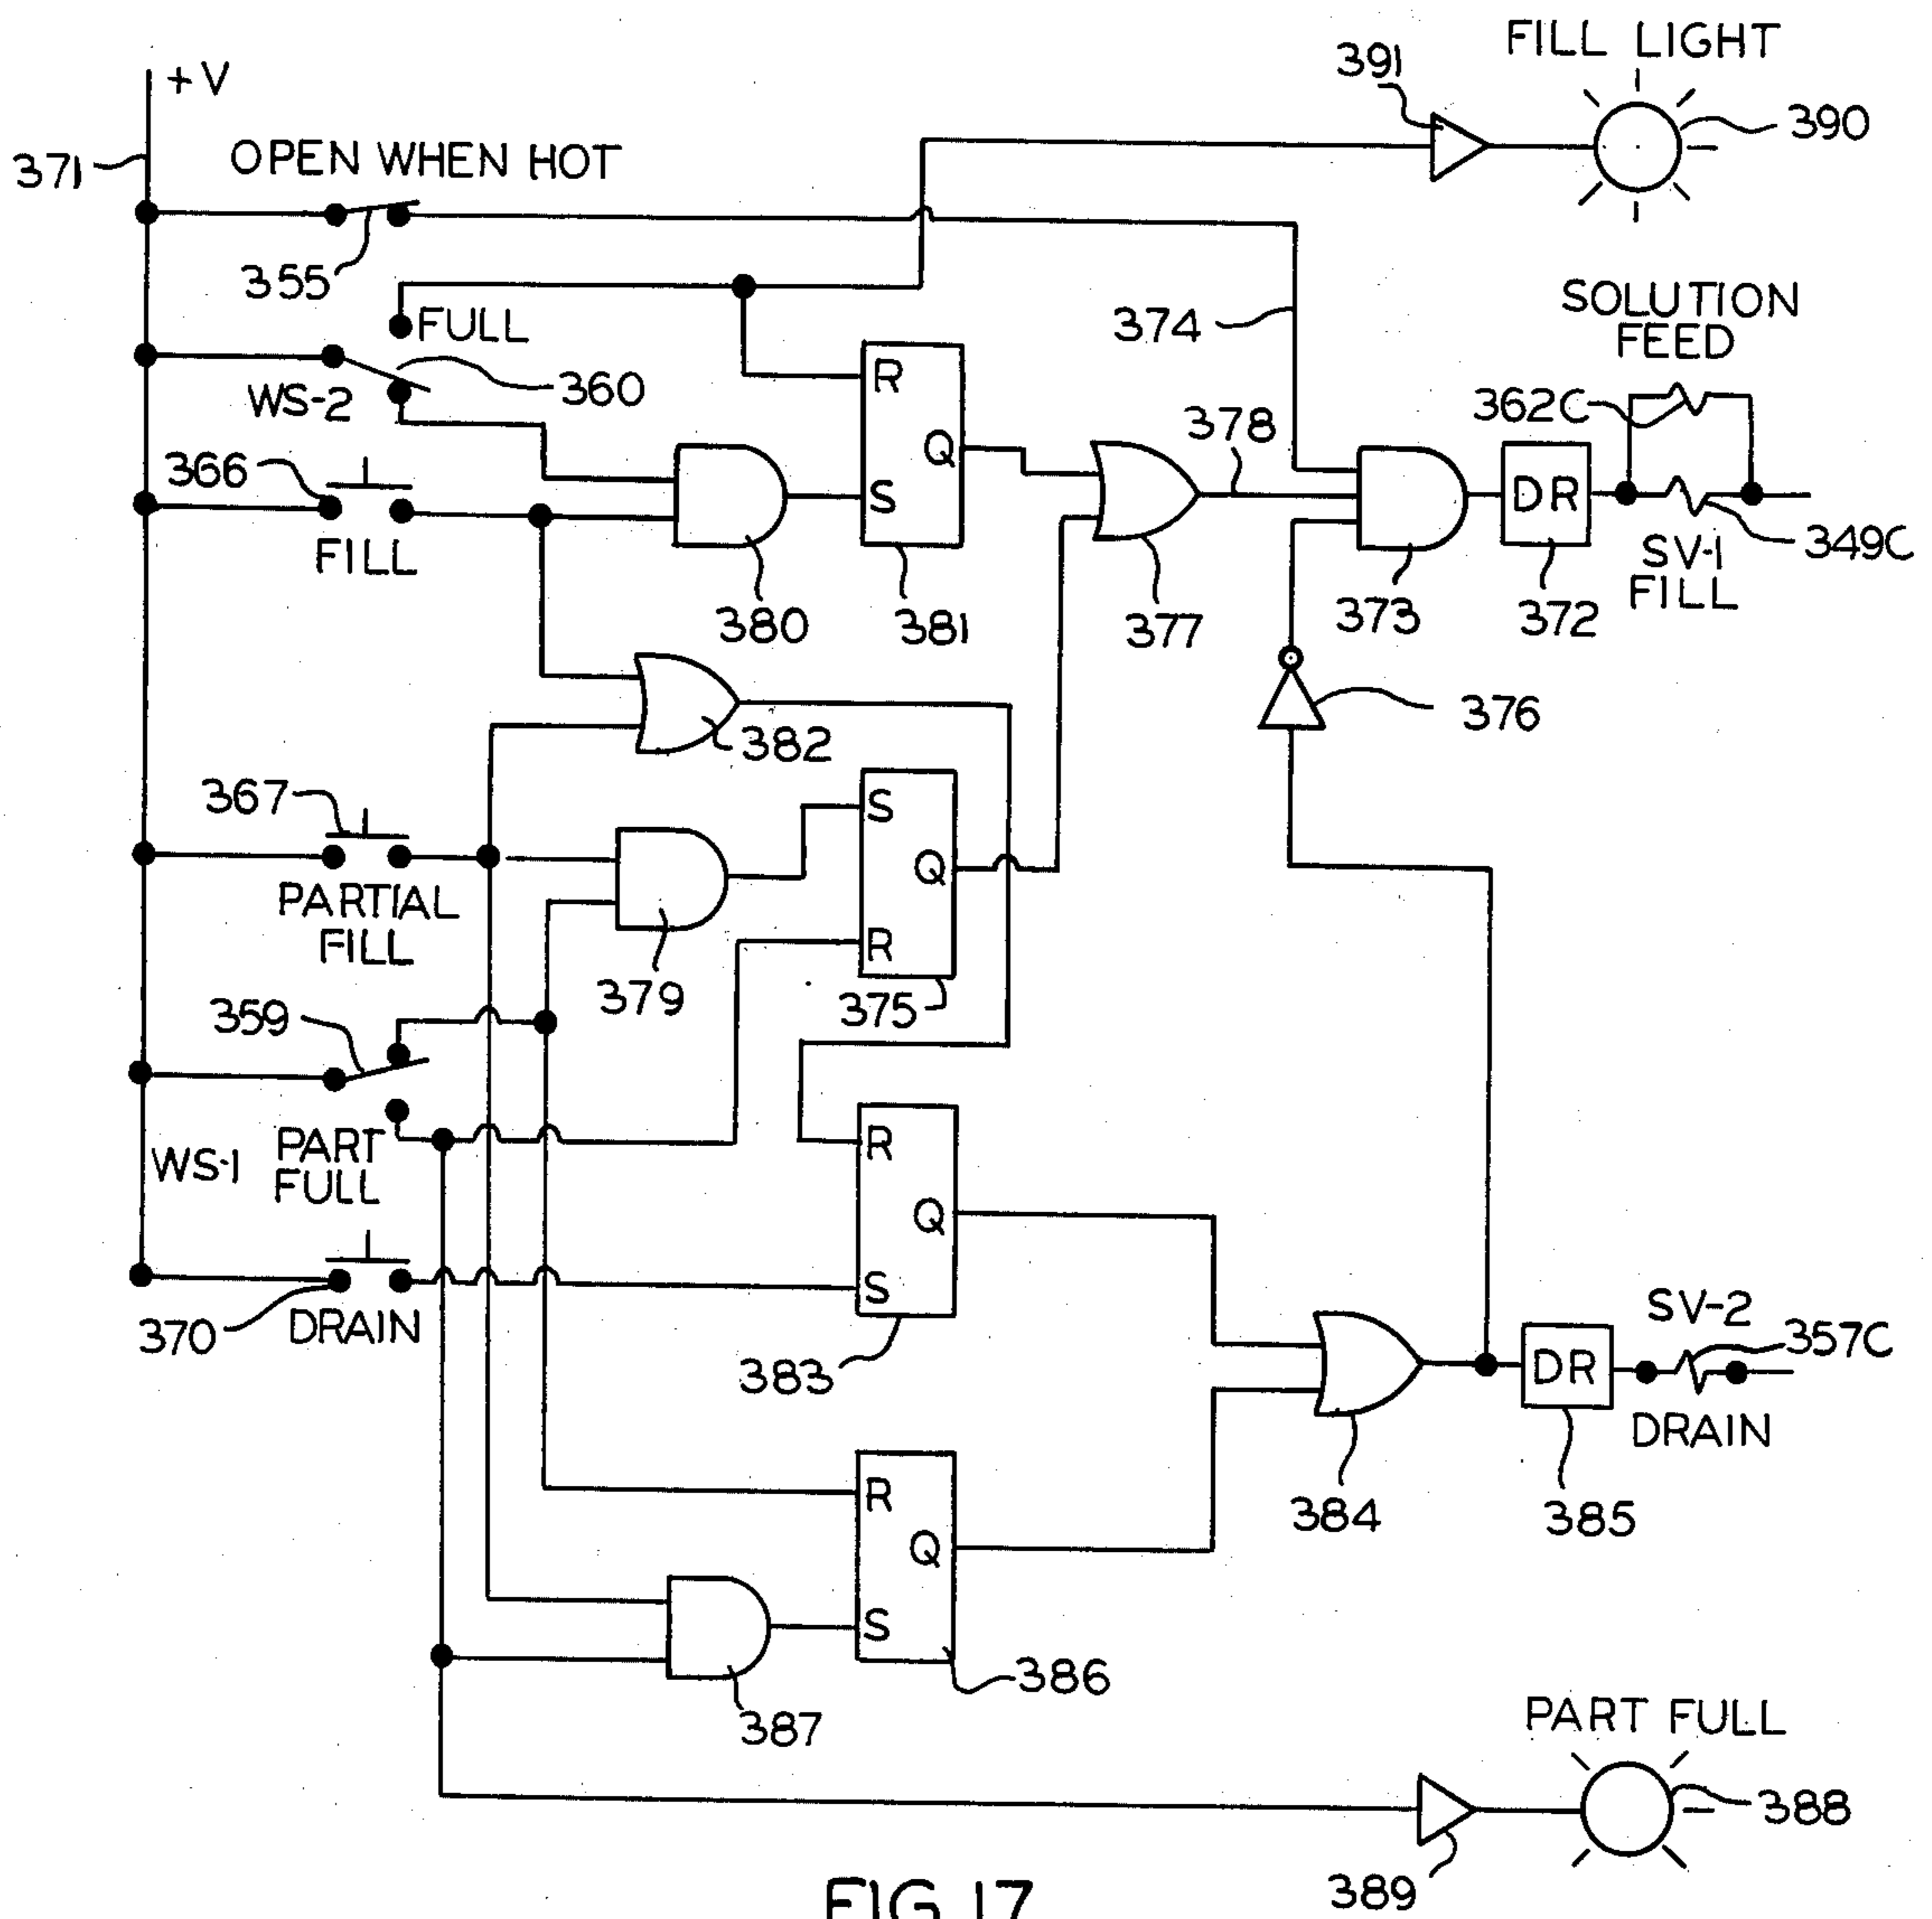 FILL LIGHT
391
390
+V
371
OPEN WHEN HOT
355
FULL
374
SOLUTION
FEED
WS-2
360
R
378
362C
366
Q
S
DR
349C
FILL
380
381
377
373
372
SV-1
FILL
382
376
367
S
Q
PARTIAL
FILL
R
379
375
359
WS-1
PART
FULL
R
Q
S
370
DRAIN
383
SV-2
357C
DR
DRAIN
384
385
R
Q
S
386
387
PART FULL
388
389
FIG.17